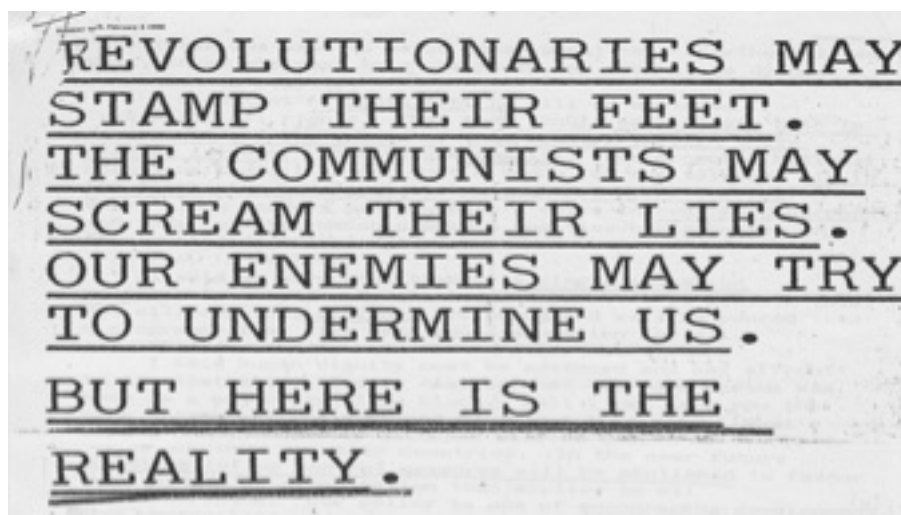 REVOLUTIONARIES MAY
STAMP THEIR FEET.
THE COMMUNISTS MAY
SCREAM THEIR LIES.
OUR ENEMIES MAY TRY
TO UNDERMINE US.
BUT HERE IS THE
REALITY.